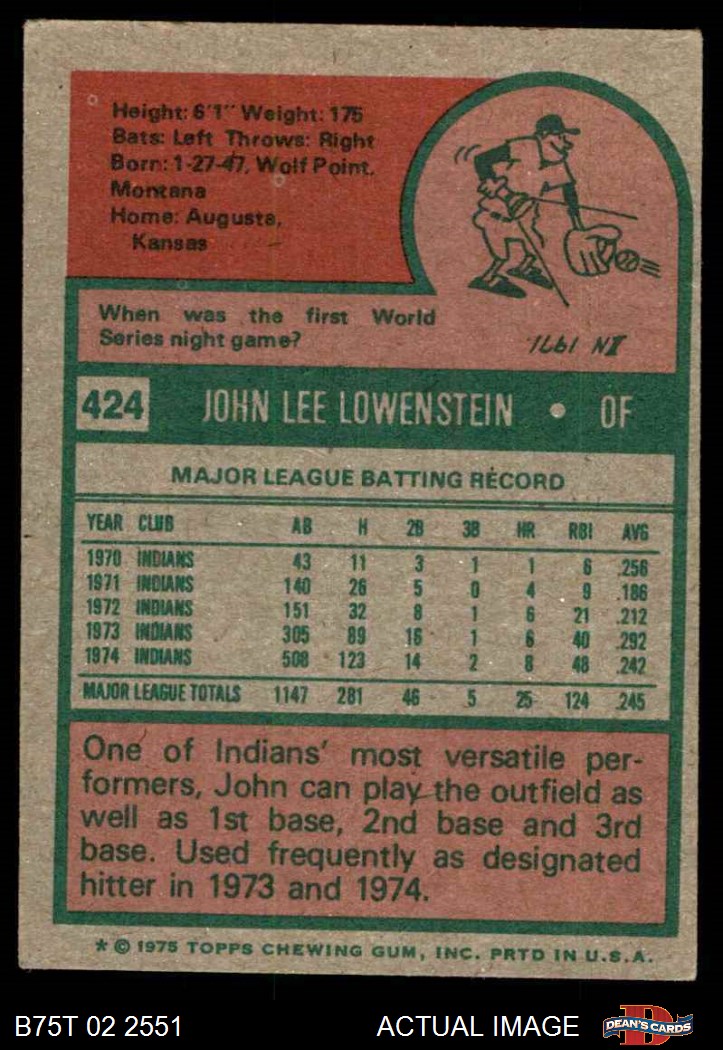 Height: 6'1" Weight: 175
Bats: Left Throws: Right
Born: 1-27-47, Wolf Point,
Montana
Home: Augusta,
Kansas
When was the first World
Series night game?
IN 1971
424 JOHN LEE LOWENSTEIN • OF
MAJOR LEAGUE BATTING RECORD
YEAR CLUB AB H 2B 3B HR RBI AVG
1970 INDIANS 43 11 3 1 1 6 .256
1971 INDIANS 140 26 5 0 4 9 .186
1972 INDIANS 151 32 8 1 6 21 .212
1973 INDIANS 305 89 16 1 6 40 .292
1974 INDIANS 508 123 14 2 8 48 .242
MAJOR LEAGUE TOTALS 1147 281 46 5 25 124 .245
One of Indians' most versatile per-
formers, John can play the outfield as
well as 1st base, 2nd base and 3rd
base. Used frequently as designated
hitter in 1973 and 1974.
* © 1975 TOPPS CHEWING GUM, INC. PRTD IN U.S.A.
B75T 02 2551 ACTUAL IMAGE D DEAN'S CARDS